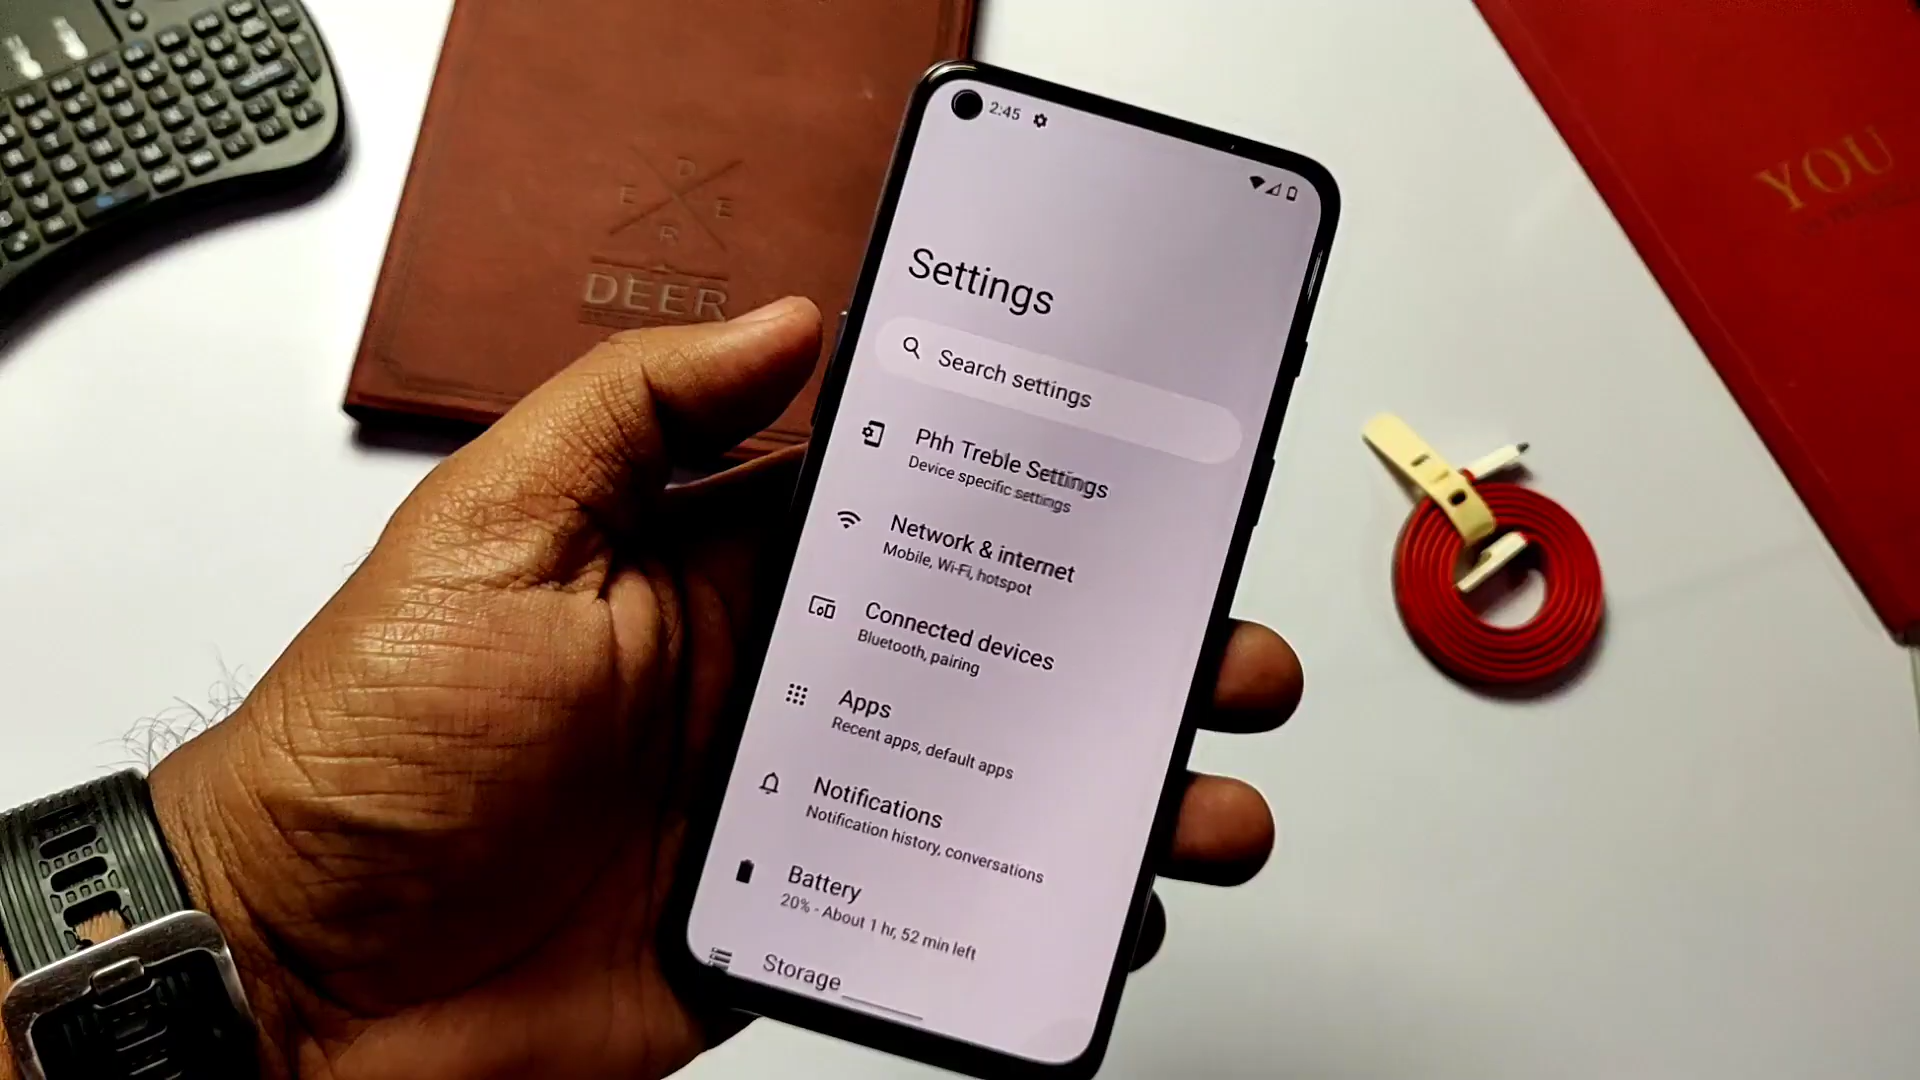 D
E E
R
DEER
YOU
2:45
Settings
Search settings
Phh Treble Settings
Device specific settings
Network & internet
Mobile, Wi-Fi, hotspot
Connected devices
Bluetooth, pairing
Apps
Recent apps, default apps
Notifications
Notification history, conversations
Battery
20% - About 1 hr, 52 min left
Storage